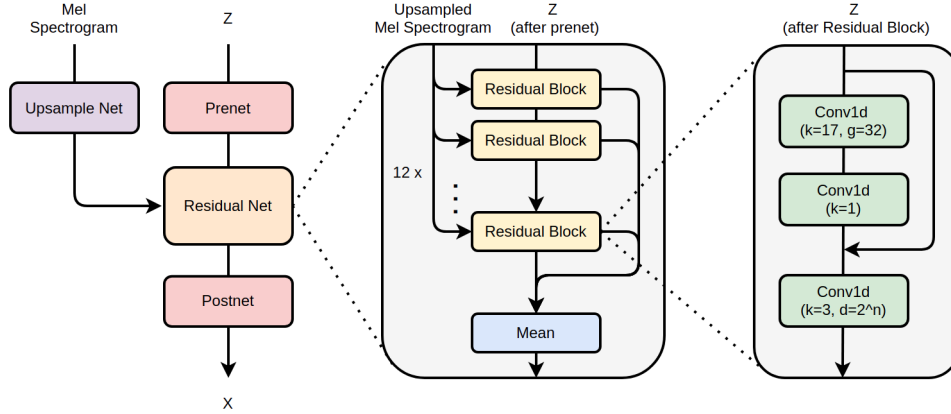 Mel
Spectrogram
Z
Upsample Net
Prenet
Residual Net
Postnet
X
Upsampled
Mel Spectrogram
Z
(after prenet)
Residual Block
Residual Block
12 x
Residual Block
Mean
Z
(after Residual Block)
Conv1d
(k=17, g=32)
Conv1d
(k=1)
Conv1d
(k=3, d=2^n)